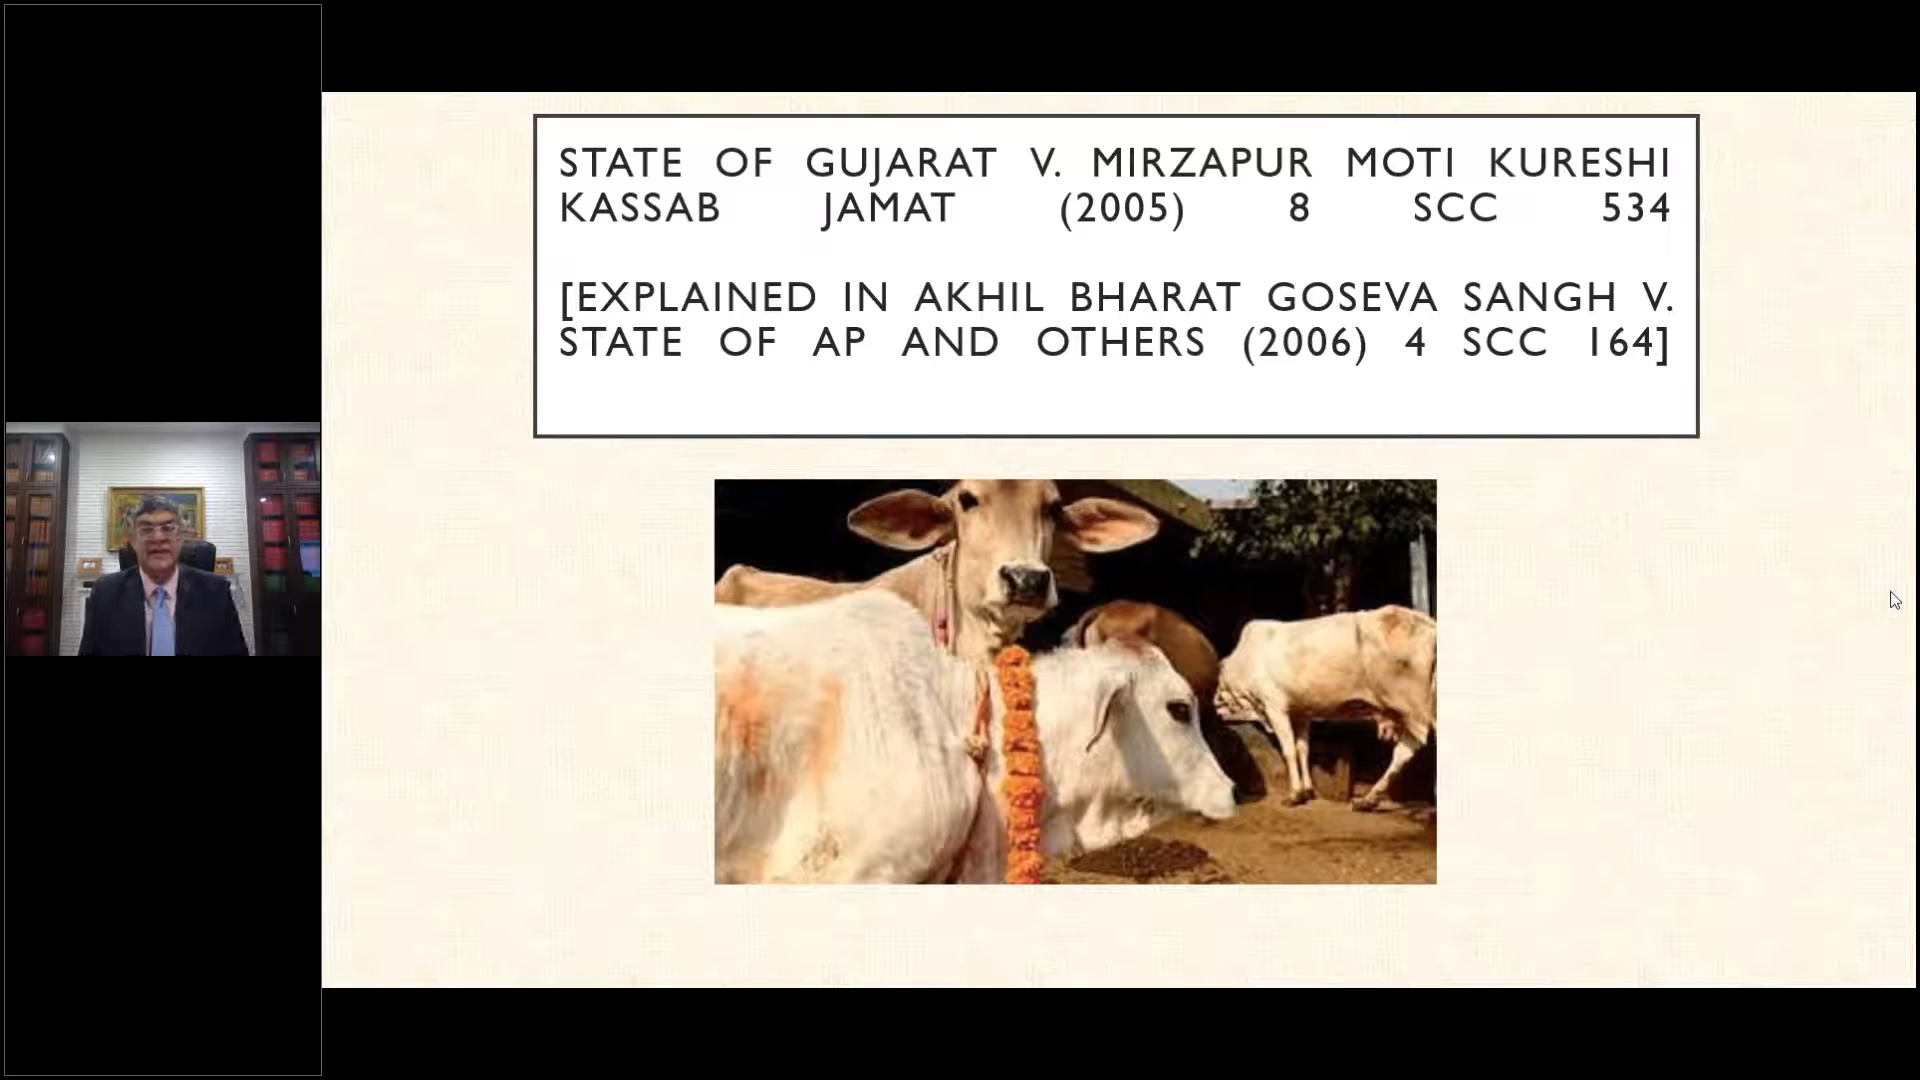 STATE OF GUJARAT V. MIRZAPUR MOTI KURESHI
KASSAB JAMAT (2005) 8 SCC 534
[EXPLAINED IN AKHIL BHARAT GOSEVA SANGH V.
STATE OF AP AND OTHERS (2006) 4 SCC 164]